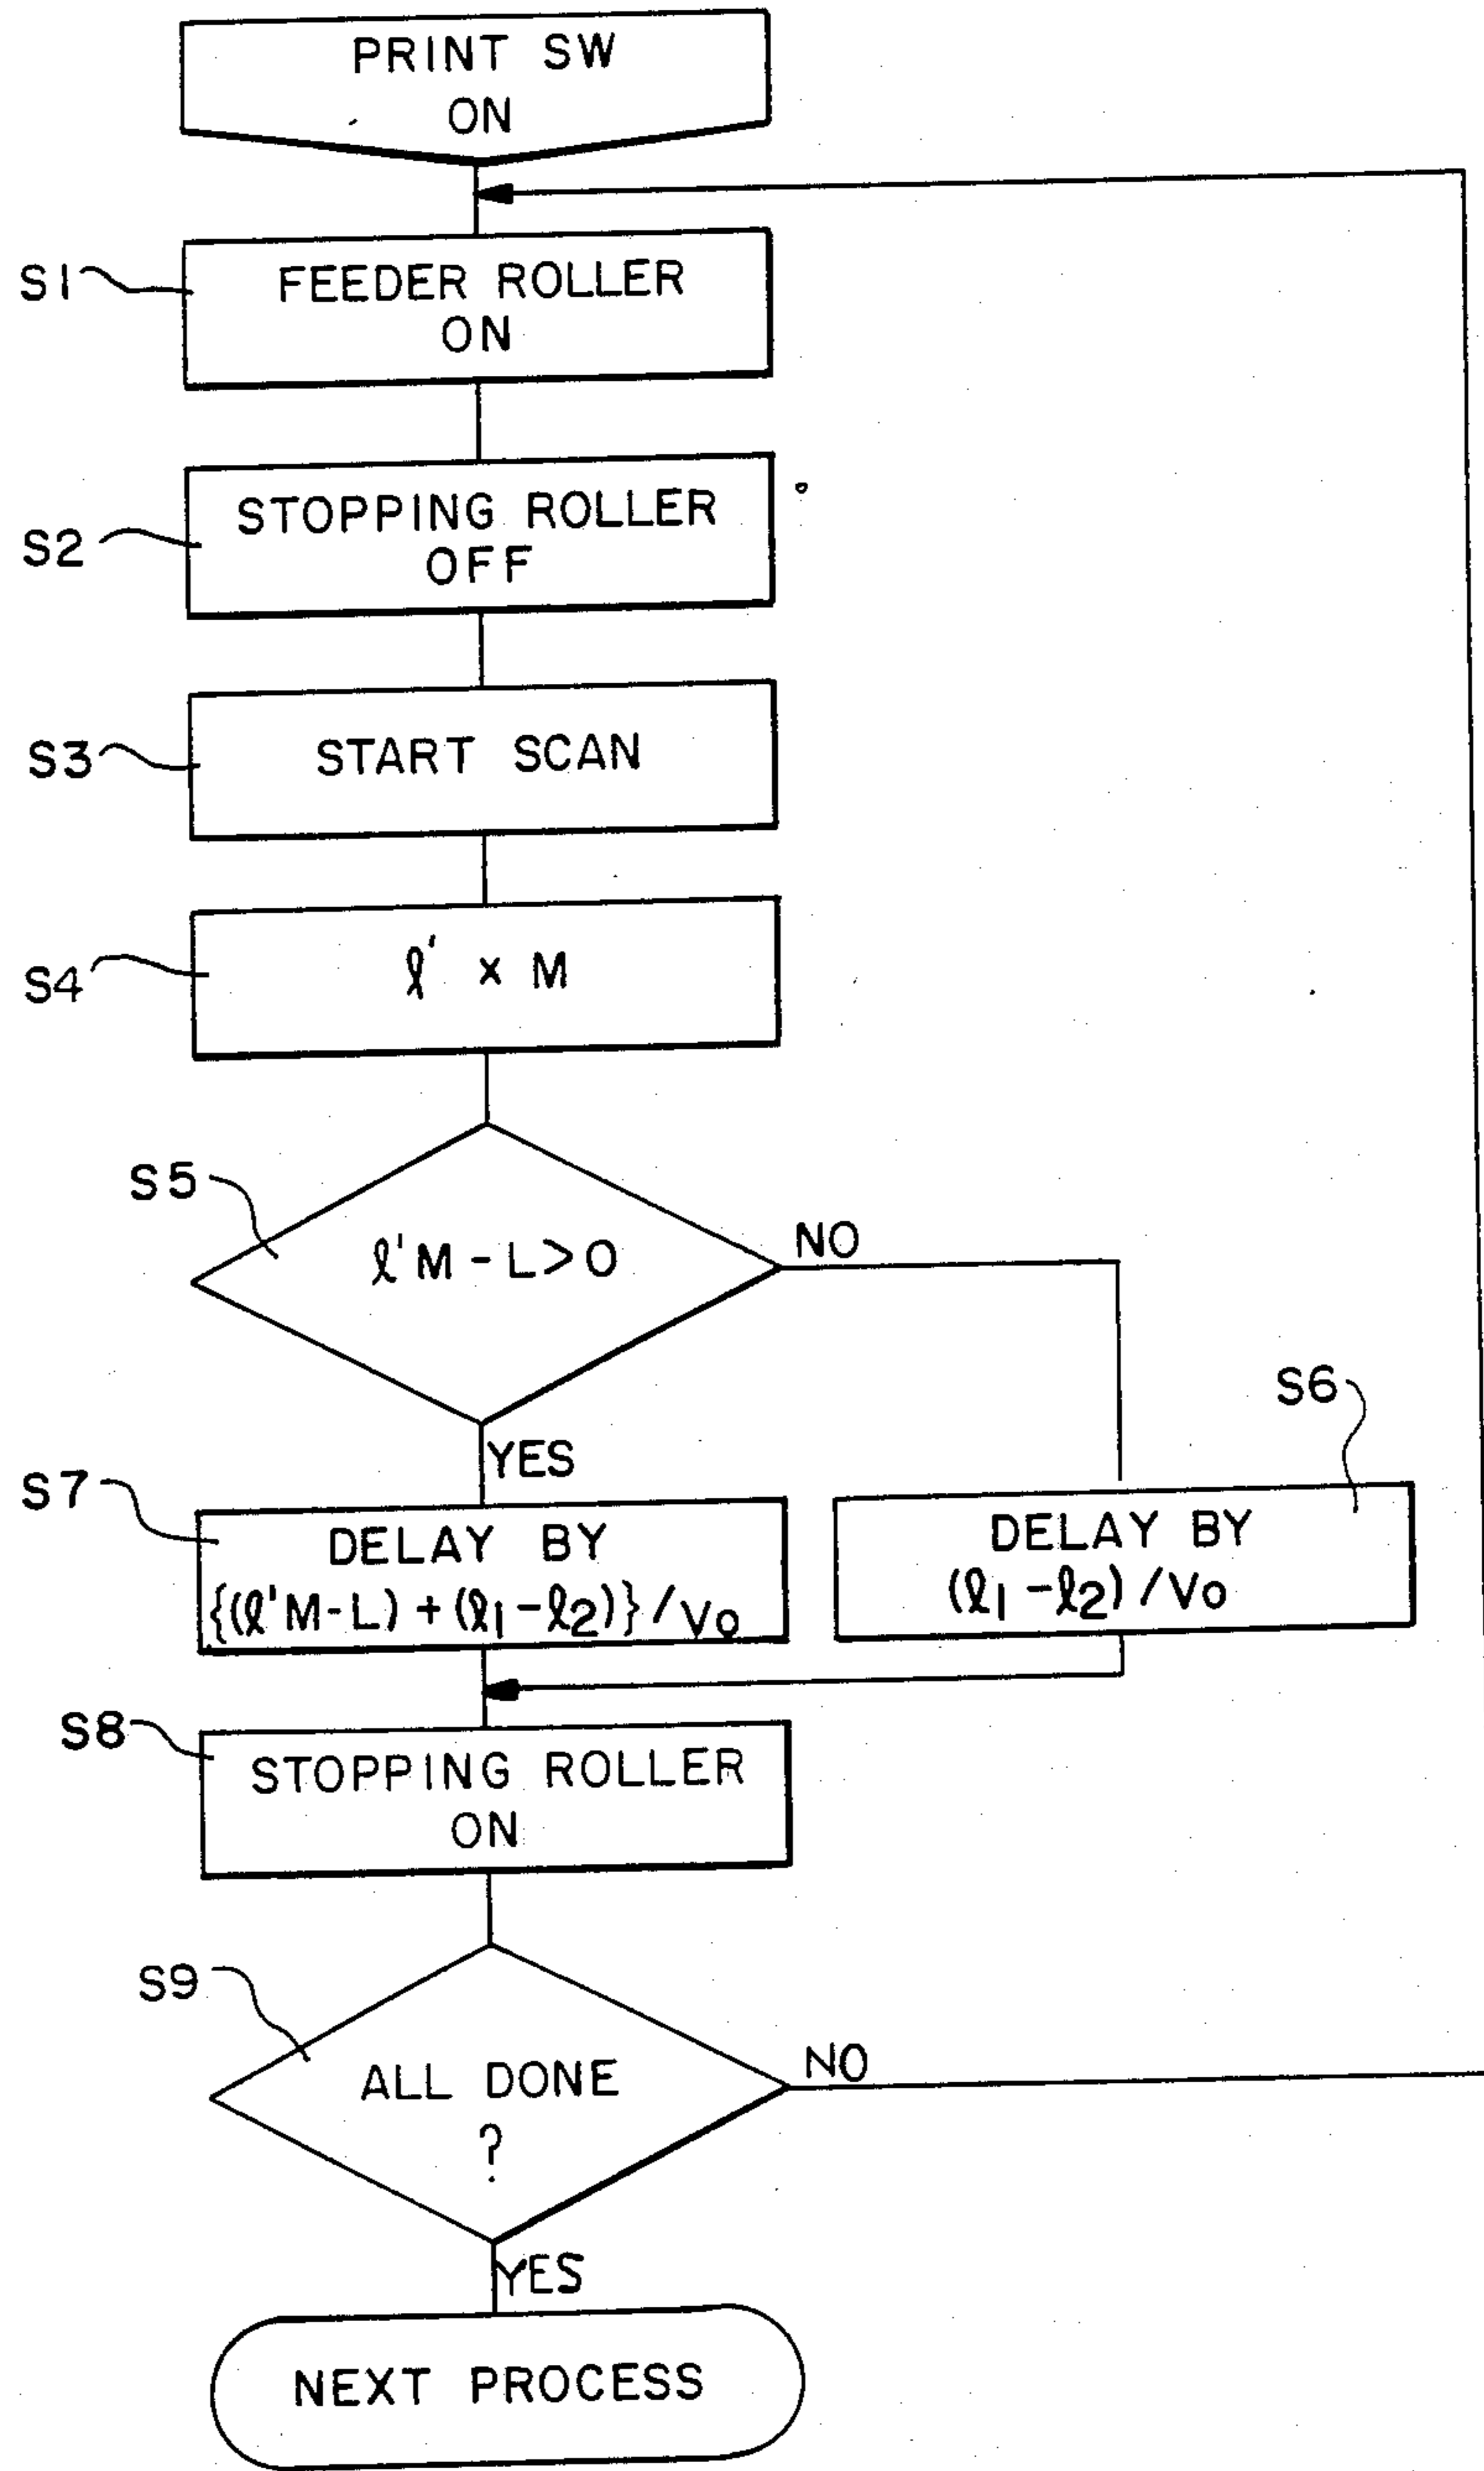 PRINT SW
ON
S1
FEEDER ROLLER
ON
S2
STOPPING ROLLER
OFF
S3
START SCAN
S4
ℓ' × M
S5
ℓ'M - L > O
NO
YES
S6
DELAY BY
(ℓ1 - ℓ2) / Vo
S7
DELAY BY
{(ℓ'M - L) + (ℓ1 - ℓ2)} / Vo
S8
STOPPING ROLLER
ON
S9
ALL DONE
?
NO
YES
NEXT PROCESS